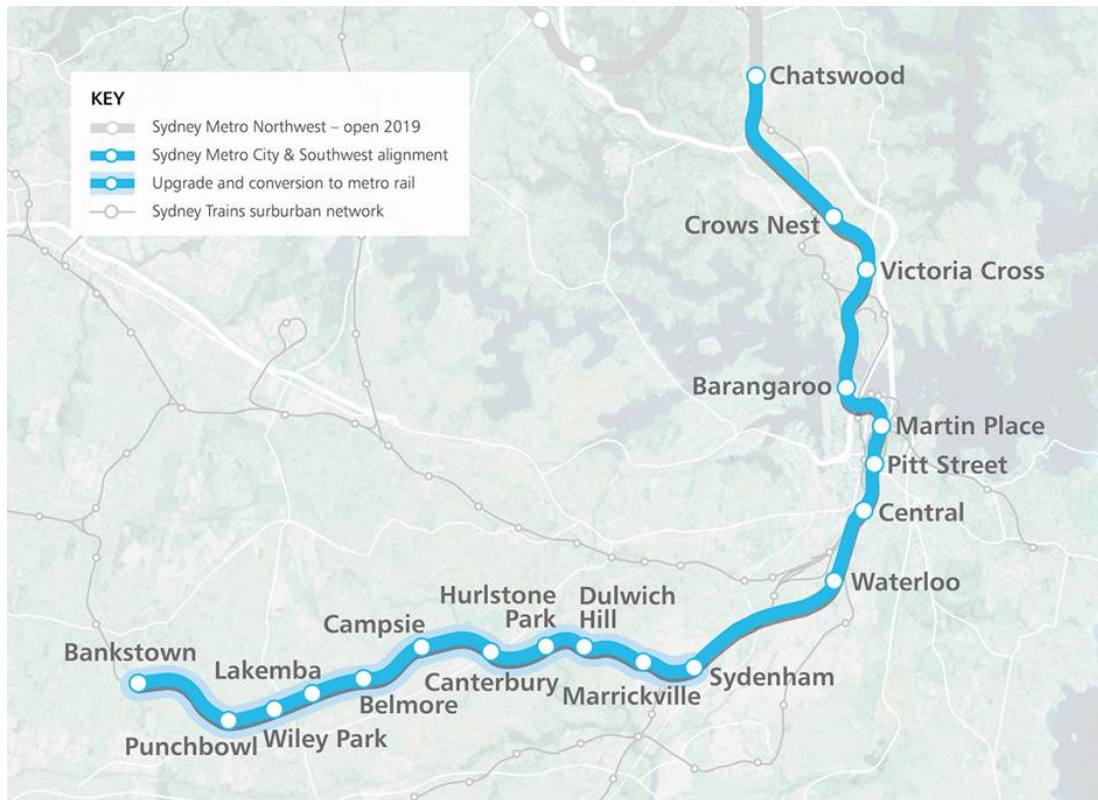 KEY
Sydney Metro Northwest – open 2019
Sydney Metro City & Southwest alignment
Upgrade and conversion to metro rail
Sydney Trains surburban network
Chatswood
Crows Nest
Victoria Cross
Barangaroo
Martin Place
Pitt Street
Central
Waterloo
Sydenham
Marrickville
Dulwich
Hill
Hurlstone
Park
Canterbury
Campsie
Belmore
Lakemba
Wiley Park
Punchbowl
Bankstown